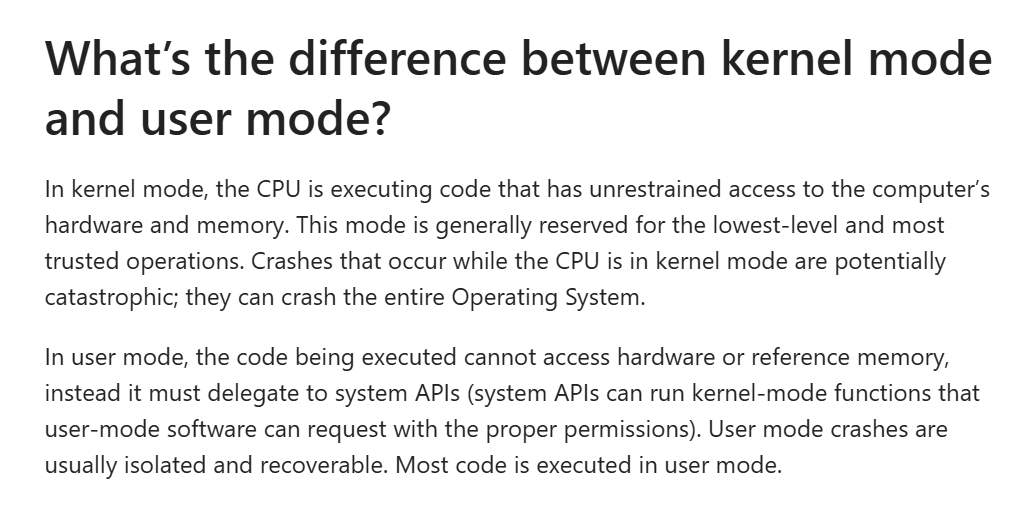 What’s the difference between kernel mode
and user mode?
In kernel mode, the CPU is executing code that has unrestrained access to the computer’s
hardware and memory. This mode is generally reserved for the lowest-level and most
trusted operations. Crashes that occur while the CPU is in kernel mode are potentially
catastrophic; they can crash the entire Operating System.
In user mode, the code being executed cannot access hardware or reference memory,
instead it must delegate to system APIs (system APIs can run kernel-mode functions that
user-mode software can request with the proper permissions). User mode crashes are
usually isolated and recoverable. Most code is executed in user mode.